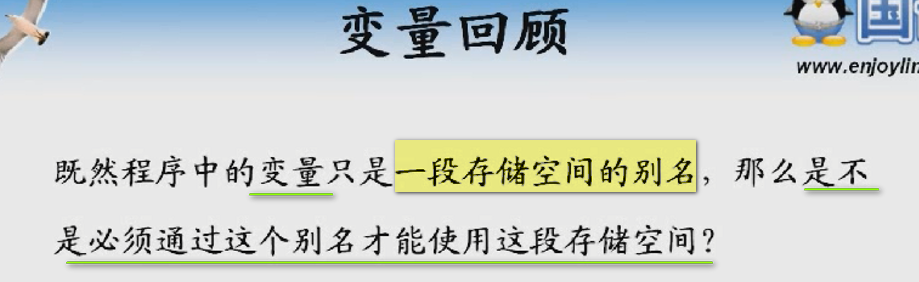 变量回顾
国
www.enjoylin
既然程序中的变量只是一段存储空间的别名，那么是不
是必须通过这个别名才能使用这段存储空间？